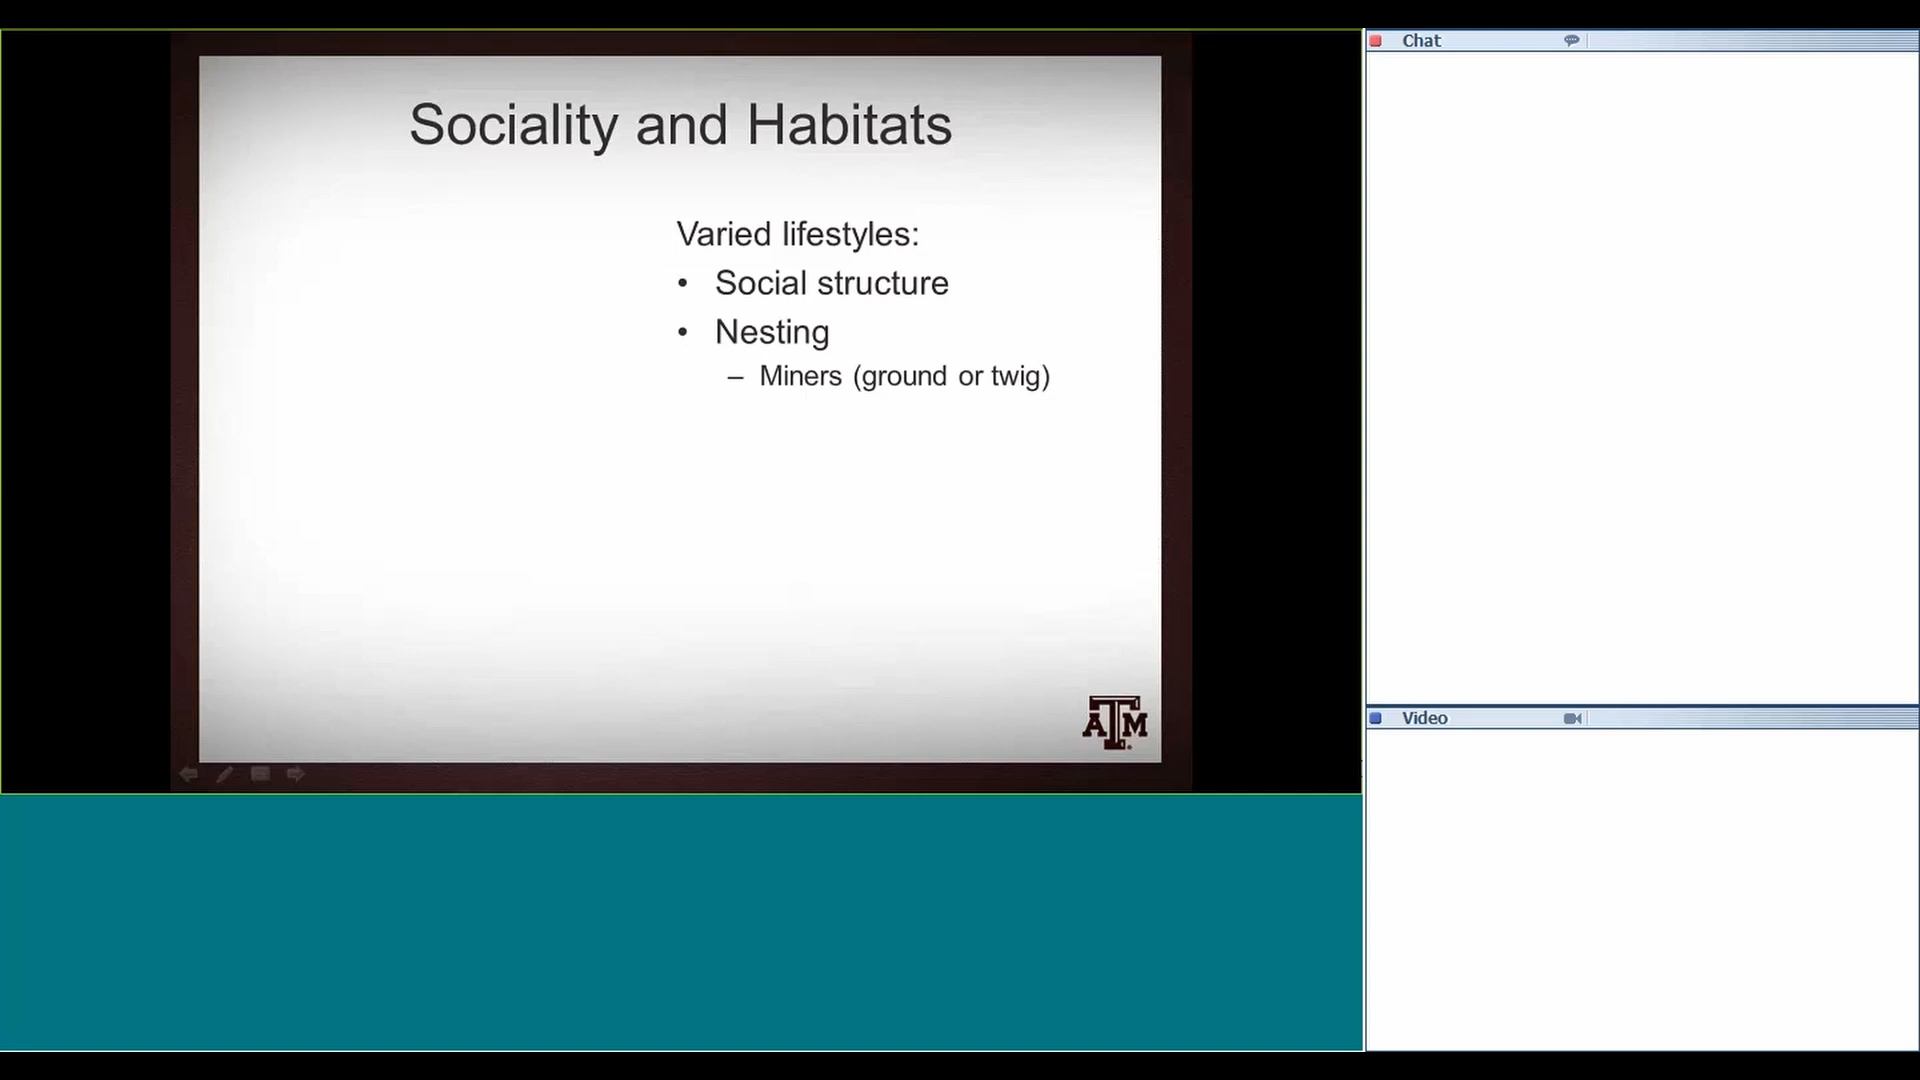 Chat
Sociality and Habitats
Varied lifestyles:
• Social structure
• Nesting
– Miners (ground or twig)
ATM
Video